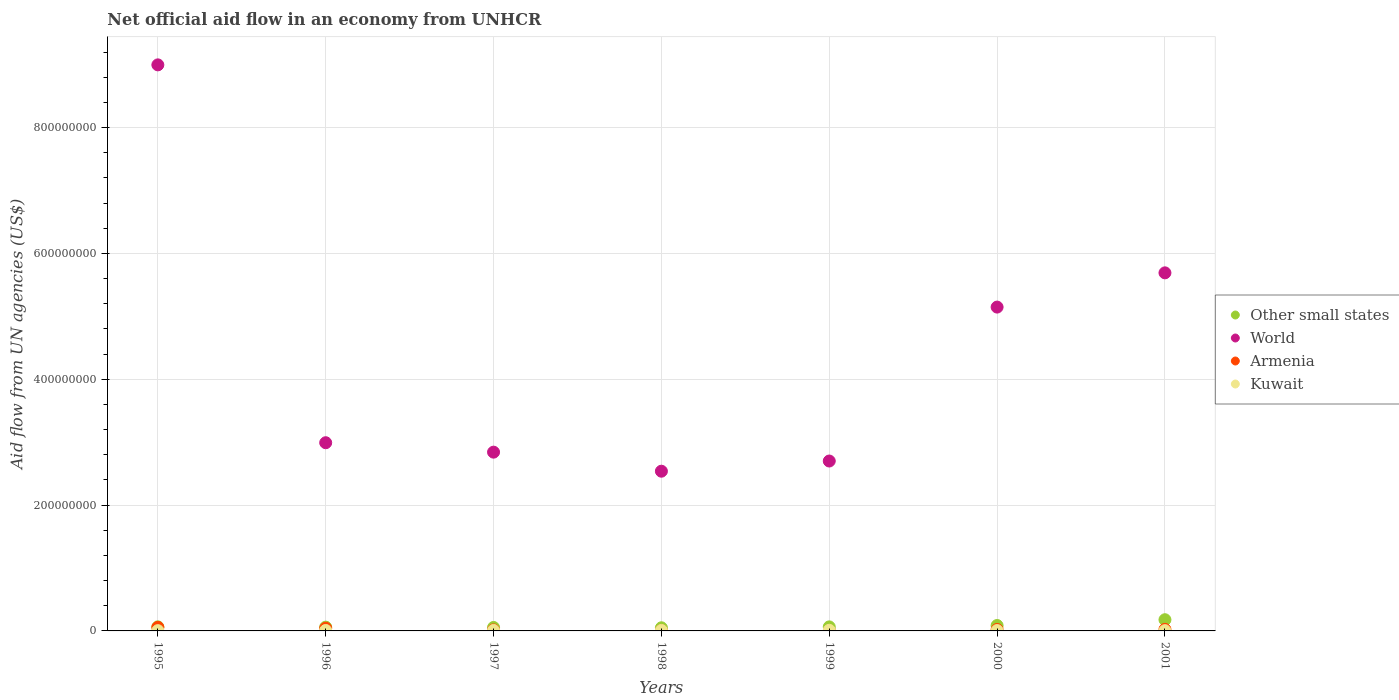 Net official aid flow in an economy from UNHCR
Aid flow from UN agencies (US$)
800000000
600000000
400000000
200000000
0
1995
1996
1997
1998
1999
2000
2001
Years
Other small states
World
Armenia
Kuwait